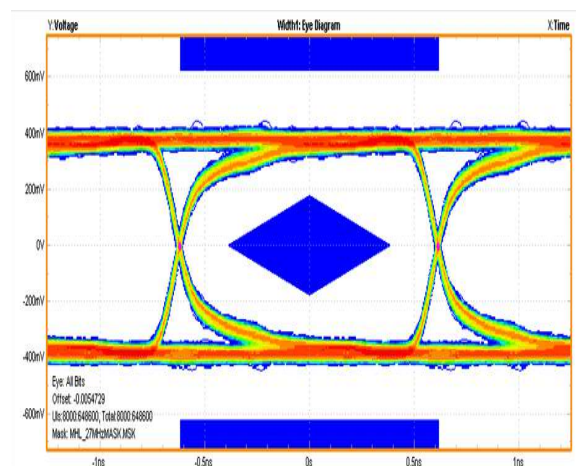 Y:Voltage Width1: Eye Diagram X:Time
600mV
400mV
200mV
0V
-200mV
-400mV
-600mV
Eye: All Bits
Offset: -0.0054729
UIs:8000:648600, Total:8000:648600
Mask: MHL_27MHzMASK.MSK
-1ns -0.5ns 0s 0.5ns 1ns